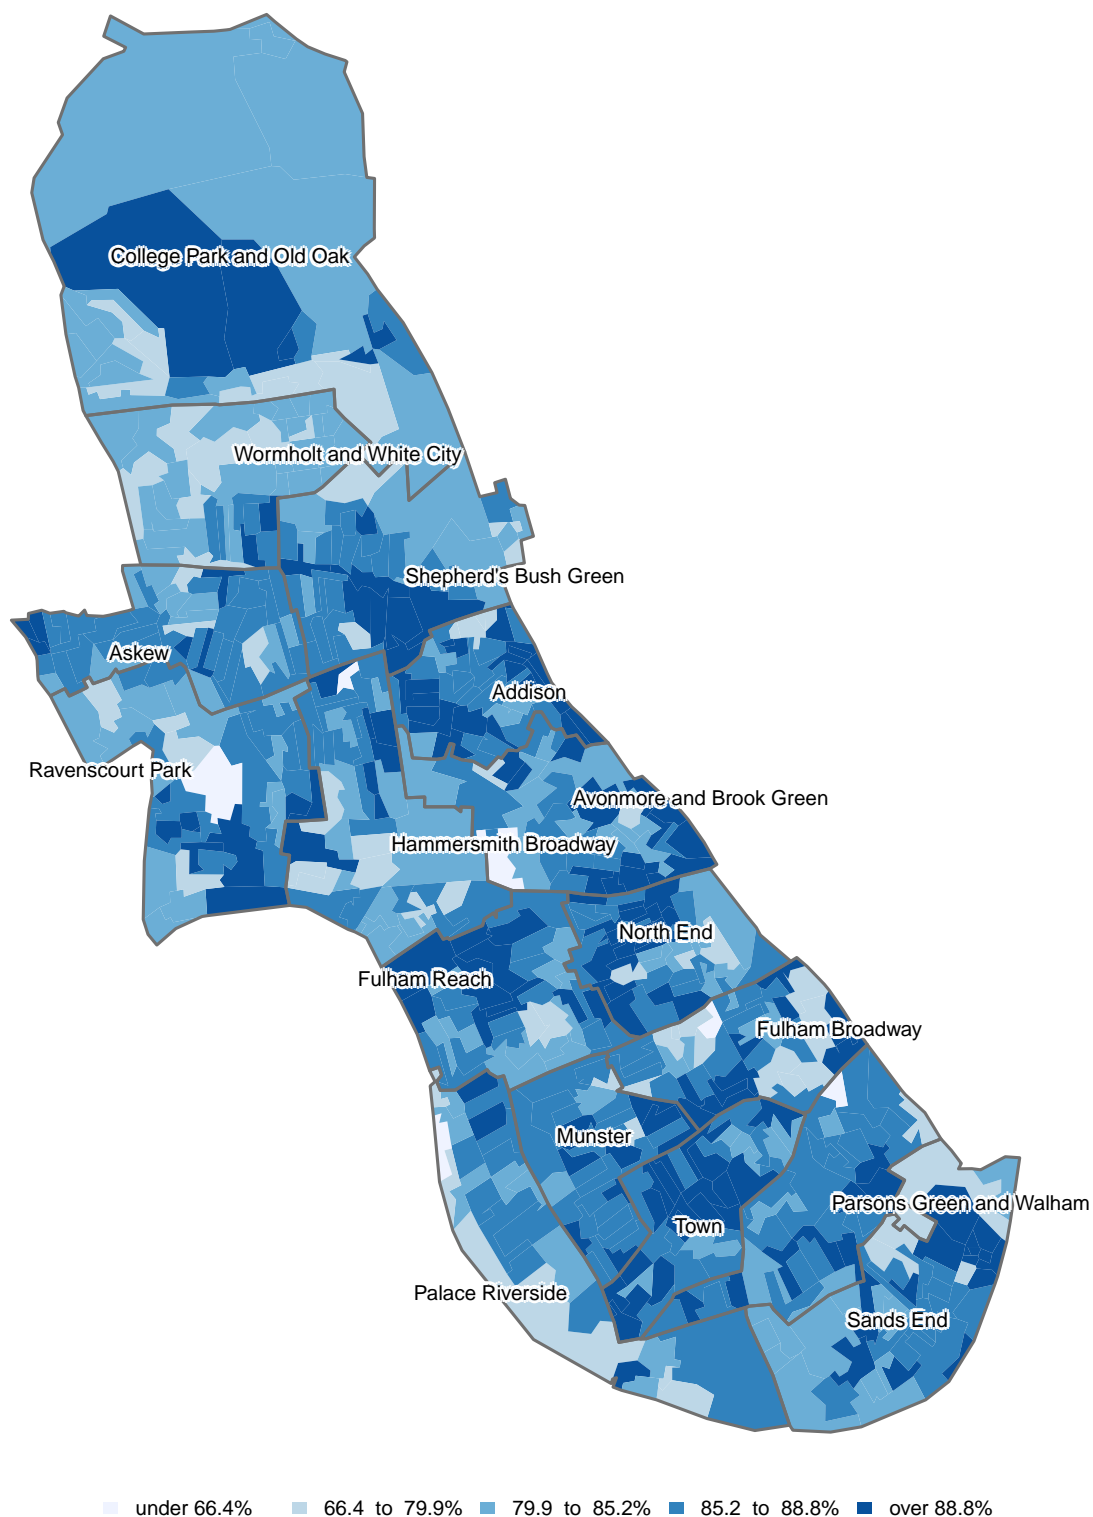 College Park and Old Oak
Wormholt and White City
Shepherd's Bush Green
Askew
Addison
Ravenscourt Park
Avonmore and Brook Green
Hammersmith Broadway
North End
Fulham Reach
Fulham Broadway
Munster
Parsons Green and Walham
Town
Palace Riverside
Sands End
under 66.4% 66.4 to 79.9% 79.9 to 85.2% 85.2 to 88.8% over 88.8%